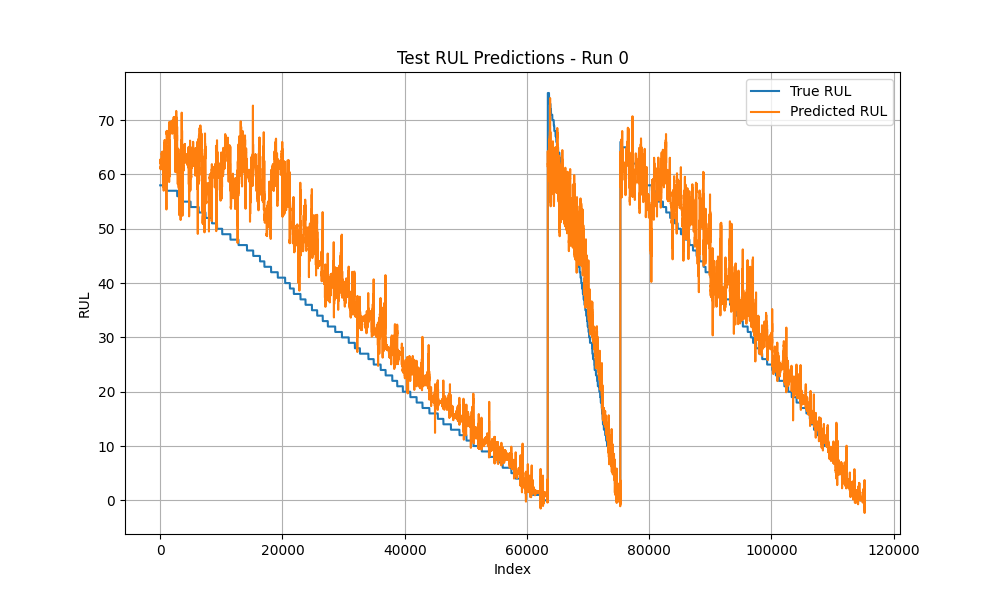 Test RUL Predictions - Run 0
True RUL
Predicted RUL
RUL
70
60
50
40
30
20
10
0
0 20000 40000 60000 80000 100000 120000
Index